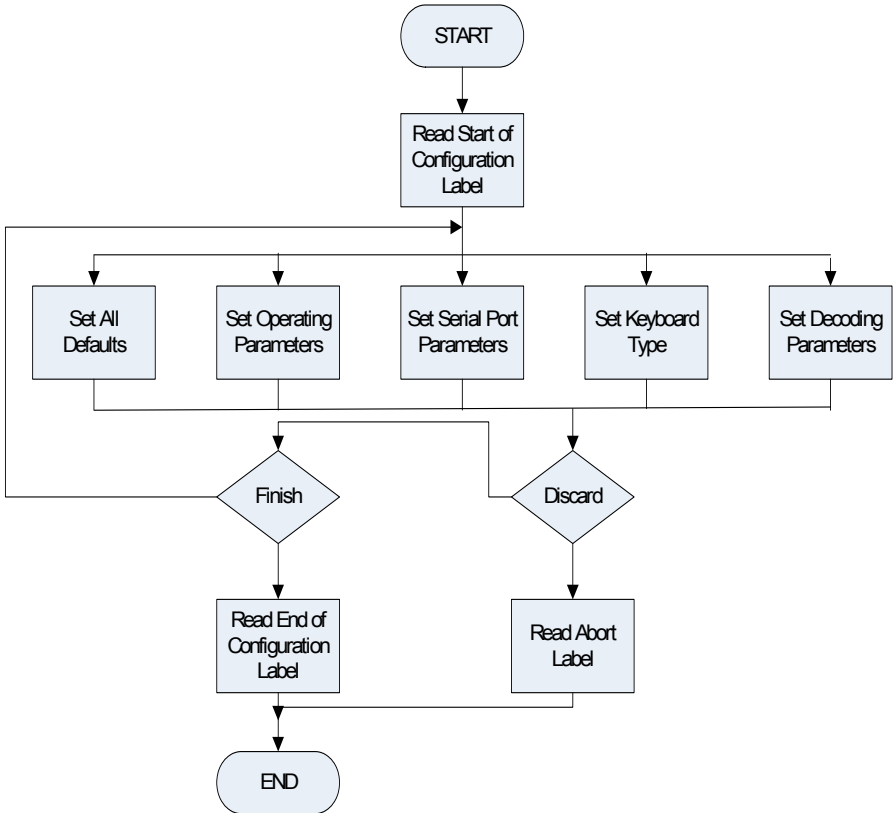 START
Read Start of
Configuration
Label
Set All
Defaults
Set Operating
Parameters
Set Serial Port
Parameters
Set Keyboard
Type
Set Decoding
Parameters
Finish
Discard
Read End of
Configuration
Label
Read Abort
Label
END